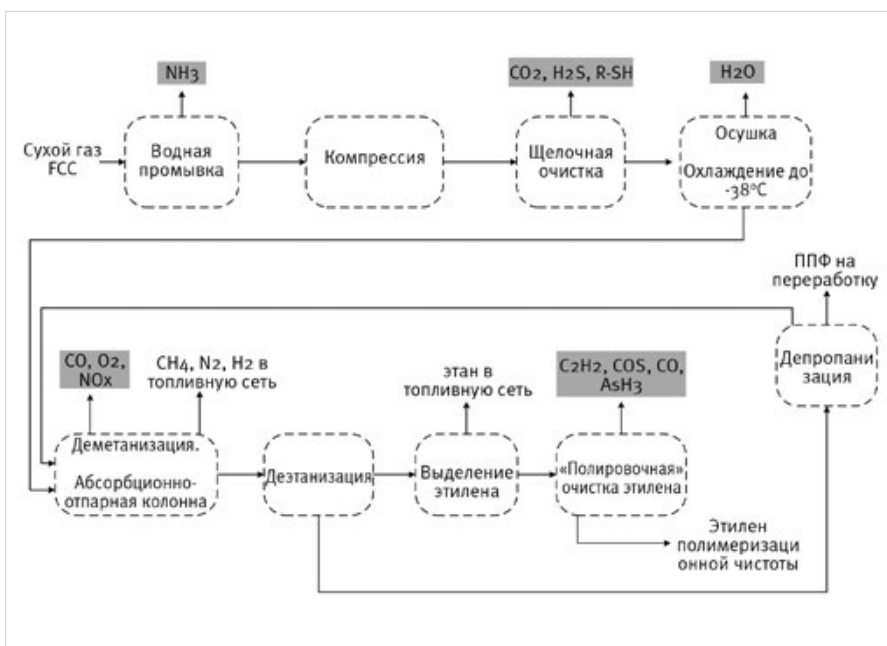 NH3
CO2, H2S, R-SH
H2O
Сухой газ
FCC
Водная
промывка
Компрессия
Щелочная
очистка
Осушка
Охлаждение до
-38°C
ППФ на
переработку
Депропани
зация
CO, O2,
NOx
CH4, N2, H2 в
топливную сеть
этан в
топливную сеть
C2H2, COS, CO,
AsH3
Деметанизация.
Абсорбционно-
отпарная колонна
Деэтанизация
Выделение
этилена
«Полировочная»
очистка этилена
Этилен
полимеризаци
онной чистоты